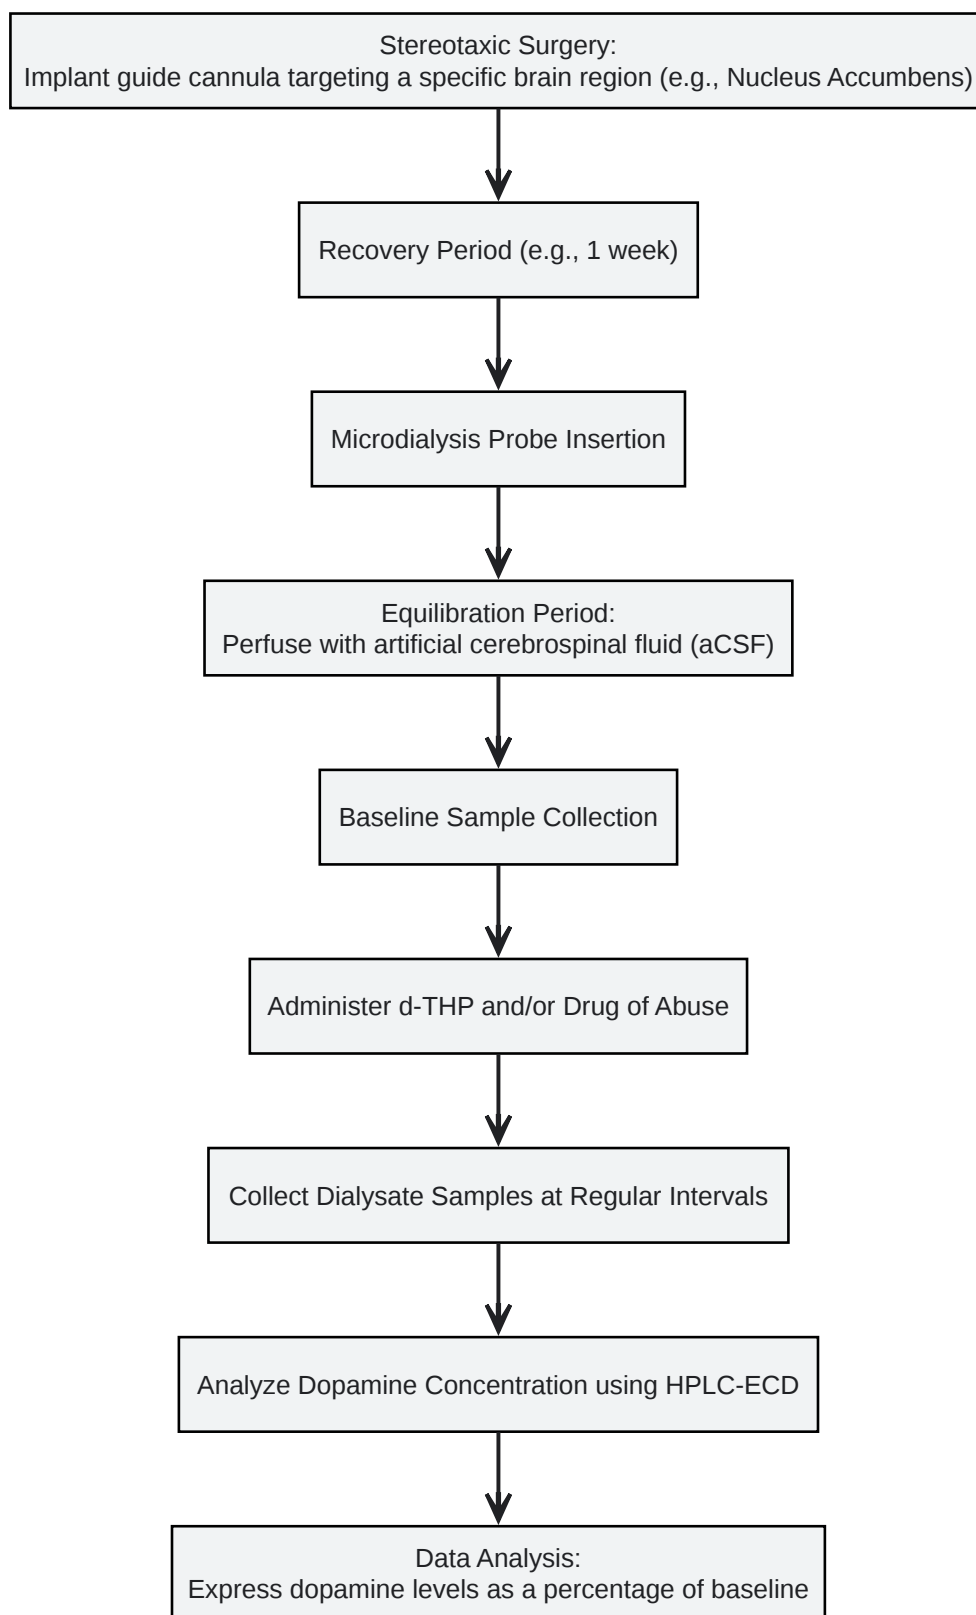 Stereotaxic Surgery:
Implant guide cannula targeting a specific brain region (e.g., Nucleus Accumbens)
Recovery Period (e.g., 1 week)
Microdialysis Probe Insertion
Equilibration Period:
Perfuse with artificial cerebrospinal fluid (aCSF)
Baseline Sample Collection
Administer d-THP and/or Drug of Abuse
Collect Dialysate Samples at Regular Intervals
Analyze Dopamine Concentration using HPLC-ECD
Data Analysis:
Express dopamine levels as a percentage of baseline